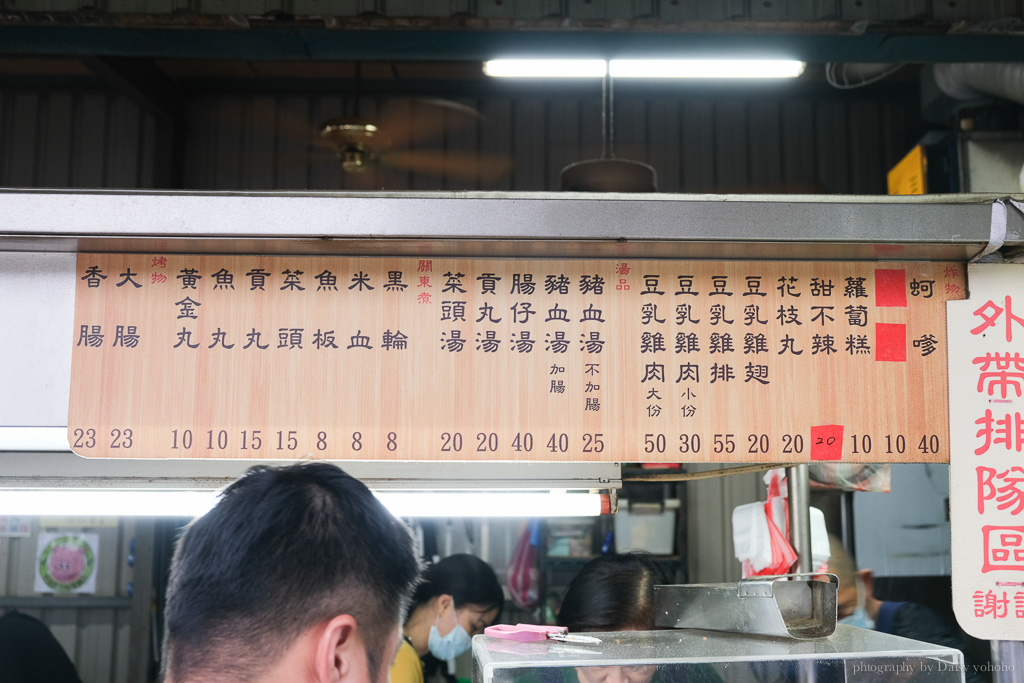 炸物
蚵嗲 40
10
蘿蔔糕 10
甜不辣 20
花枝丸 20
豆乳雞翅 20
豆乳雞排 55
豆乳雞肉小份 30
豆乳雞肉大份 50
湯品
豬血湯不加腸 25
豬血湯加腸 40
腸仔湯 40
貢丸湯 20
菜頭湯 20
關東煮
黑輪 8
米血 8
魚板 8
菜頭 15
貢丸 15
魚丸 10
黃金丸 10
烤物
大腸 23
香腸 23
外帶排隊區
謝謝
photography by Daisy yohoho